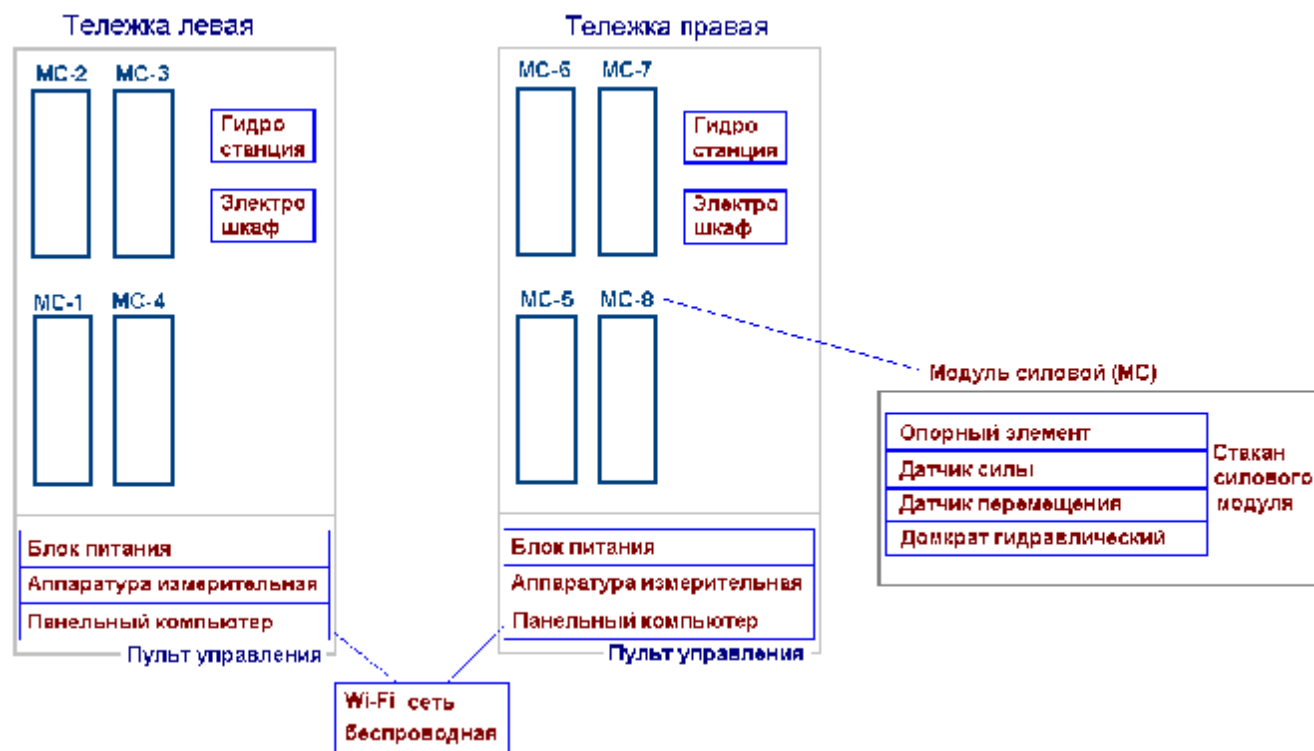 Тележка левая
МС-2 МС-3
Гидро
станция
Электро
шкаф
МС-1 МС-4
Блок питания
Аппаратура измерительная
Панельный компьютер
Пульт управления
Тележка правая
МС-6 МС-7
Гидро
станция
Электро
шкаф
МС-5 МС-8
Блок питания
Аппаратура измерительная
Панельный компьютер
Пульт управления
Wi-Fi сеть
беспроводная
Модуль силовой (МС)
Опорный элемент
Датчик силы
Датчик перемещения
Домкрат гидравлический
Стакан
силового
модуля